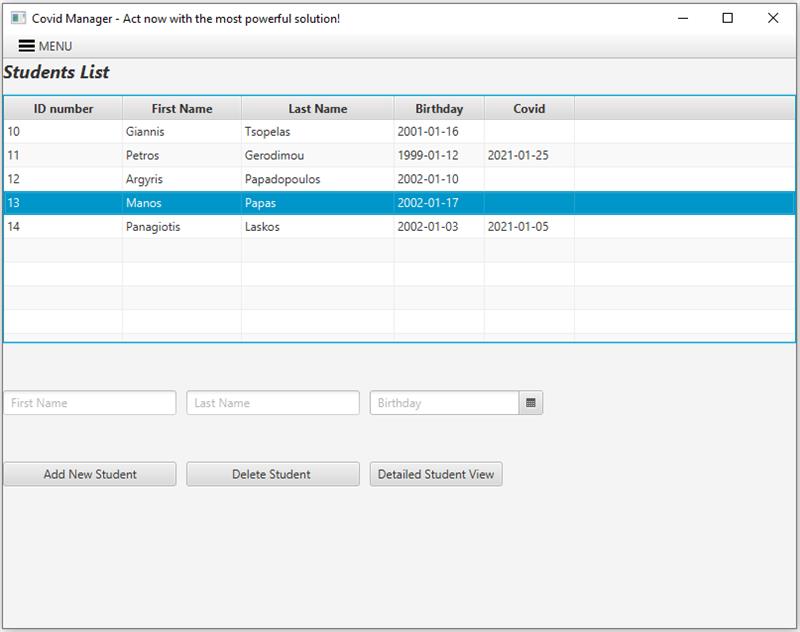 Covid Manager - Act now with the most powerful solution!
MENU
Students List
ID number First Name Last Name Birthday Covid
10 Giannis Tsopelas 2001-01-16
11 Petros Gerodimou 1999-01-12 2021-01-25
12 Argyris Papadopoulos 2002-01-10
13 Manos Papas 2002-01-17
14 Panagiotis Laskos 2002-01-03 2021-01-05
First Name Last Name Birthday
Add New Student Delete Student Detailed Student View